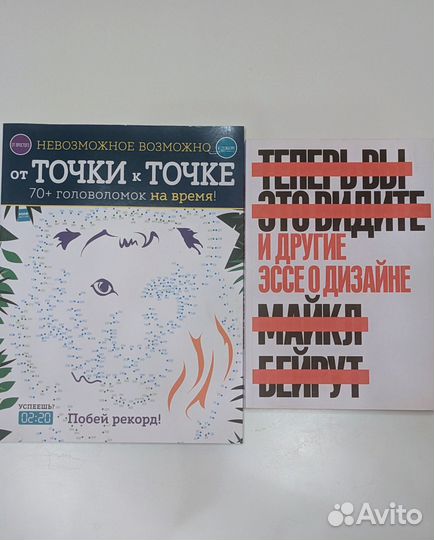 НЕВОЗМОЖНОЕ ВОЗМОЖНО
от ТОЧКИ к ТОЧКЕ
70+ головоломок на время!
УСПЕЕШЬ?
02:20
Побей рекорд!
ТЕПЕРЬ ВЫ
ЭТО ВИДИТЕ
И ДРУГИЕ
ЭССЕ О ДИЗАЙНЕ
МАЙКЛ
БЕЙРУТ
Avito